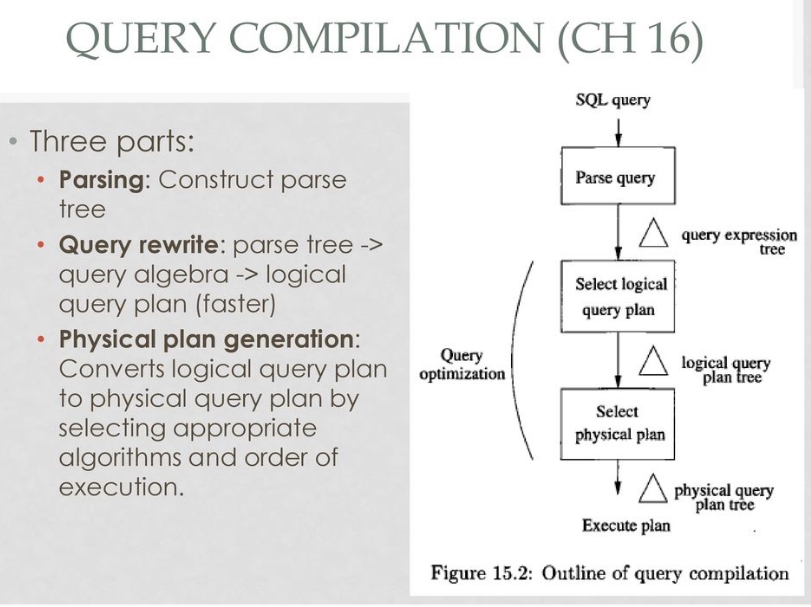 QUERY COMPILATION (CH 16)
• Three parts:
• Parsing: Construct parse
tree
• Query rewrite: parse tree ->
query algebra -> logical
query plan (faster)
• Physical plan generation:
Converts logical query plan
to physical query plan by
selecting appropriate
algorithms and order of
execution.
SQL query
Parse query
query expression
tree
Select logical
query plan
Query
optimization
logical query
plan tree
Select
physical plan
physical query
plan tree
Execute plan
Figure 15.2: Outline of query compilation